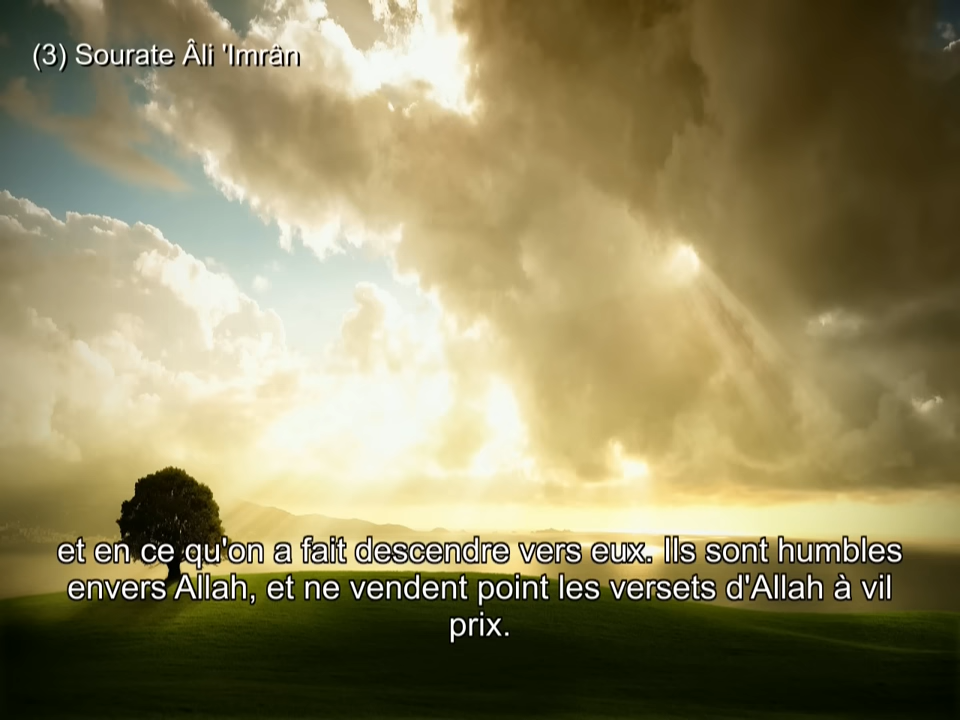 (3) Sourate Âli 'Imrân
et en ce qu'on a fait descendre vers eux. Ils sont humbles
envers Allah, et ne vendent point les versets d'Allah à vil
prix.